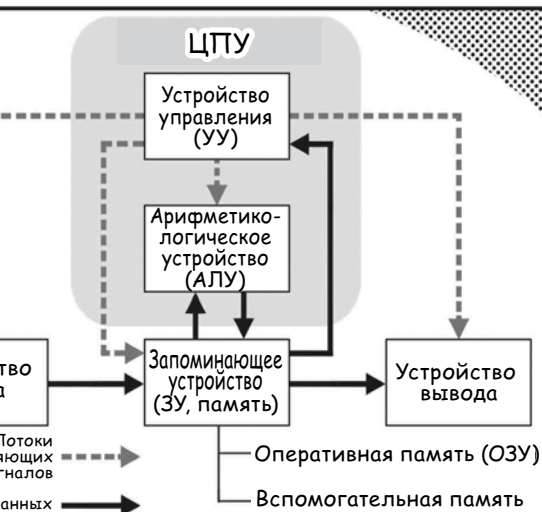 ЦПУ
Устройство
управления
(УУ)
Арифметико-
логическое
устройство
(АЛУ)
Запоминающее
устройство
(ЗУ, память)
Устройство
вывода
Оперативная память (ОЗУ)
Вспомогательная память